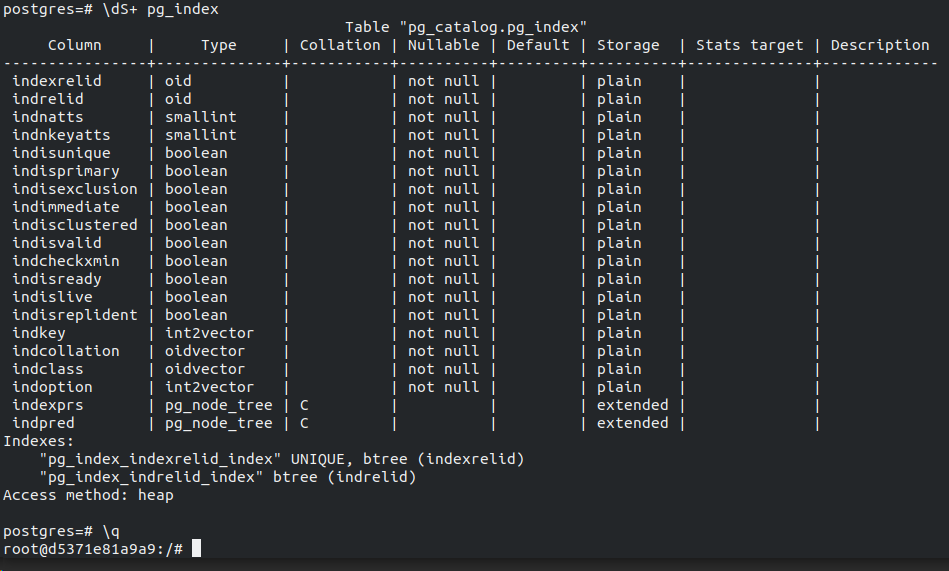 postgres=# \dS+ pg_index
                                      Table "pg_catalog.pg_index"
     Column     |     Type     | Collation | Nullable | Default | Storage  | Stats target | Description
----------------+--------------+-----------+----------+---------+----------+--------------+-------------
 indexrelid     | oid          |           | not null |         | plain    |              |
 indrelid       | oid          |           | not null |         | plain    |              |
 indnatts       | smallint     |           | not null |         | plain    |              |
 indnkeyatts    | smallint     |           | not null |         | plain    |              |
 indisunique    | boolean      |           | not null |         | plain    |              |
 indisprimary   | boolean      |           | not null |         | plain    |              |
 indisexclusion | boolean      |           | not null |         | plain    |              |
 indimmediate   | boolean      |           | not null |         | plain    |              |
 indisclustered | boolean      |           | not null |         | plain    |              |
 indisvalid     | boolean      |           | not null |         | plain    |              |
 indcheckxmin   | boolean      |           | not null |         | plain    |              |
 indisready     | boolean      |           | not null |         | plain    |              |
 indislive      | boolean      |           | not null |         | plain    |              |
 indisreplident | boolean      |           | not null |         | plain    |              |
 indkey         | int2vector   |           | not null |         | plain    |              |
 indcollation   | oidvector    |           | not null |         | plain    |              |
 indclass       | oidvector    |           | not null |         | plain    |              |
 indoption      | int2vector   |           | not null |         | plain    |              |
 indexprs       | pg_node_tree | C         |          |         | extended |              |
 indpred        | pg_node_tree | C         |          |         | extended |              |
Indexes:
    "pg_index_indexrelid_index" UNIQUE, btree (indexrelid)
    "pg_index_indrelid_index" btree (indrelid)
Access method: heap

postgres=# \q
root@d5371e81a9a9:/#